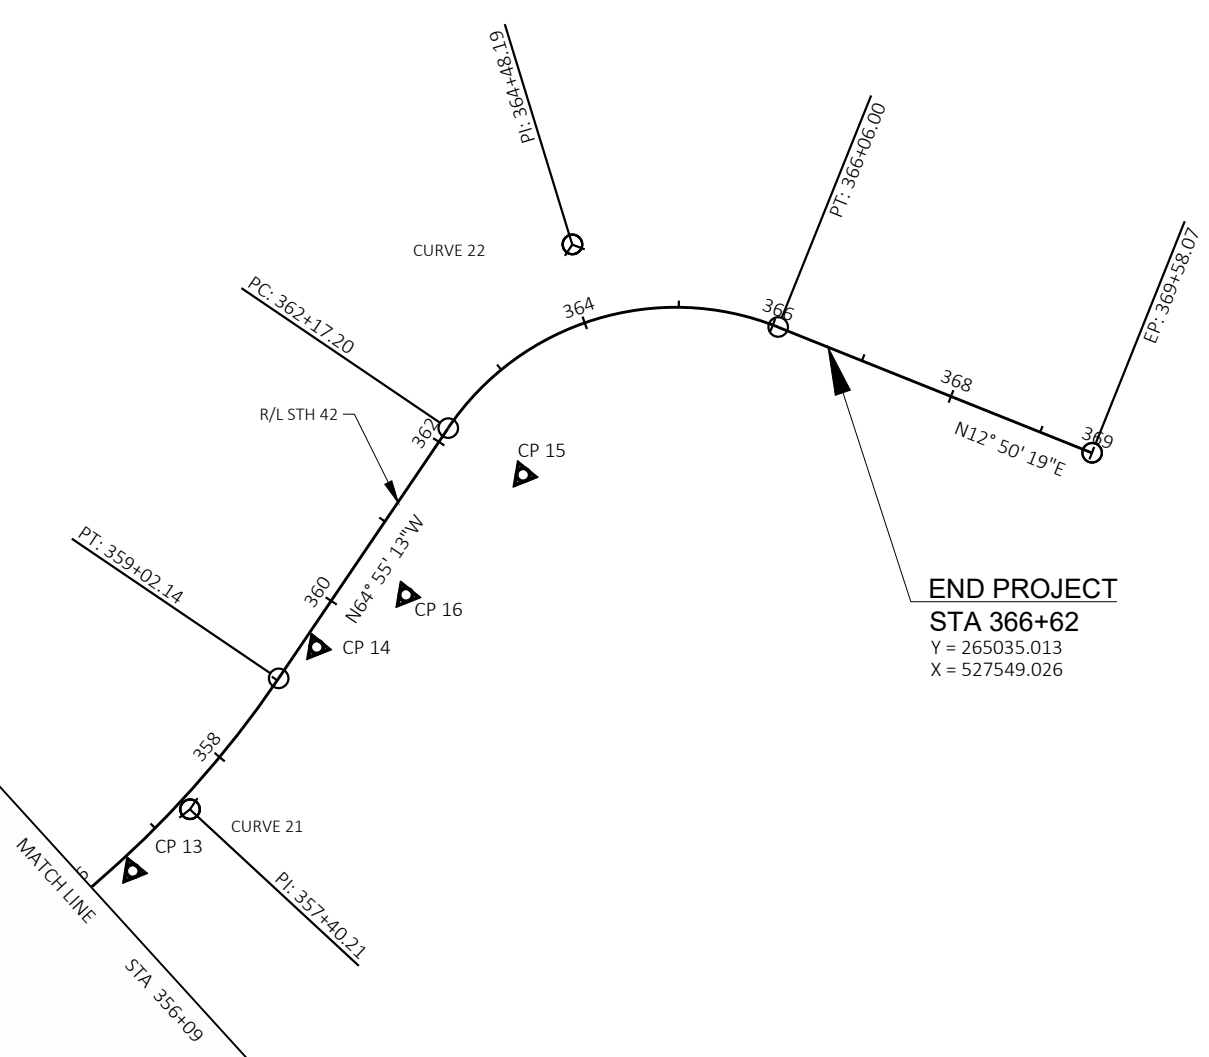 PI: 364+48.19
PT: 366+06.00
EP: 369+58.07
CURVE 22
PC: 362+17.20
364
366
368
369
N12° 50' 19"E
R/L STH 42
362
CP 15
N64° 55' 13"W
PT: 359+02.14
360
CP 16
CP 14
END PROJECT
STA 366+62
Y = 265035.013
X = 527549.026
358
CURVE 21
CP 13
PI: 357+40.21
MATCH LINE
STA 356+09